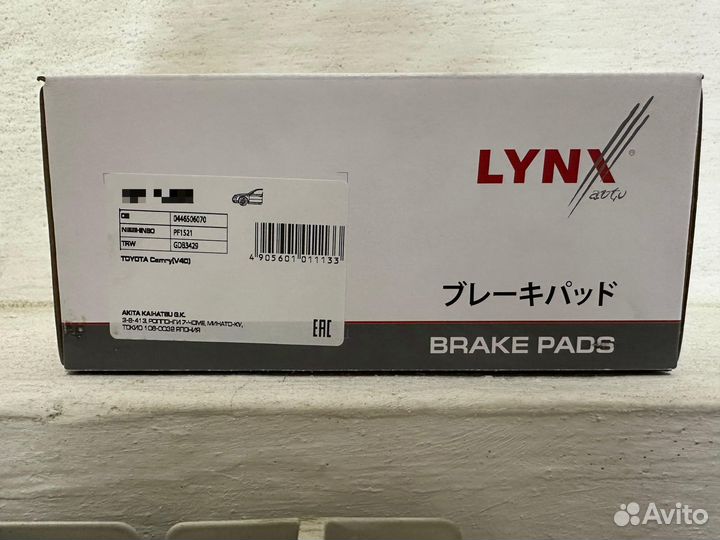 LYNX
auto
®
OE 0446506070
NISSHINBO PF1521
TRW GDB3429
TOYOTA Camry(V40)
4 905601 011133
AKITA KAIHATSU G.K.
3-8-413, РОППОНГИ 7-ЧОМЕ, МИНАТО-КУ,
ТОКИО 106-0032 ЯПОНИЯ
EAC
ブレーキパッド
BRAKE PADS
Avito